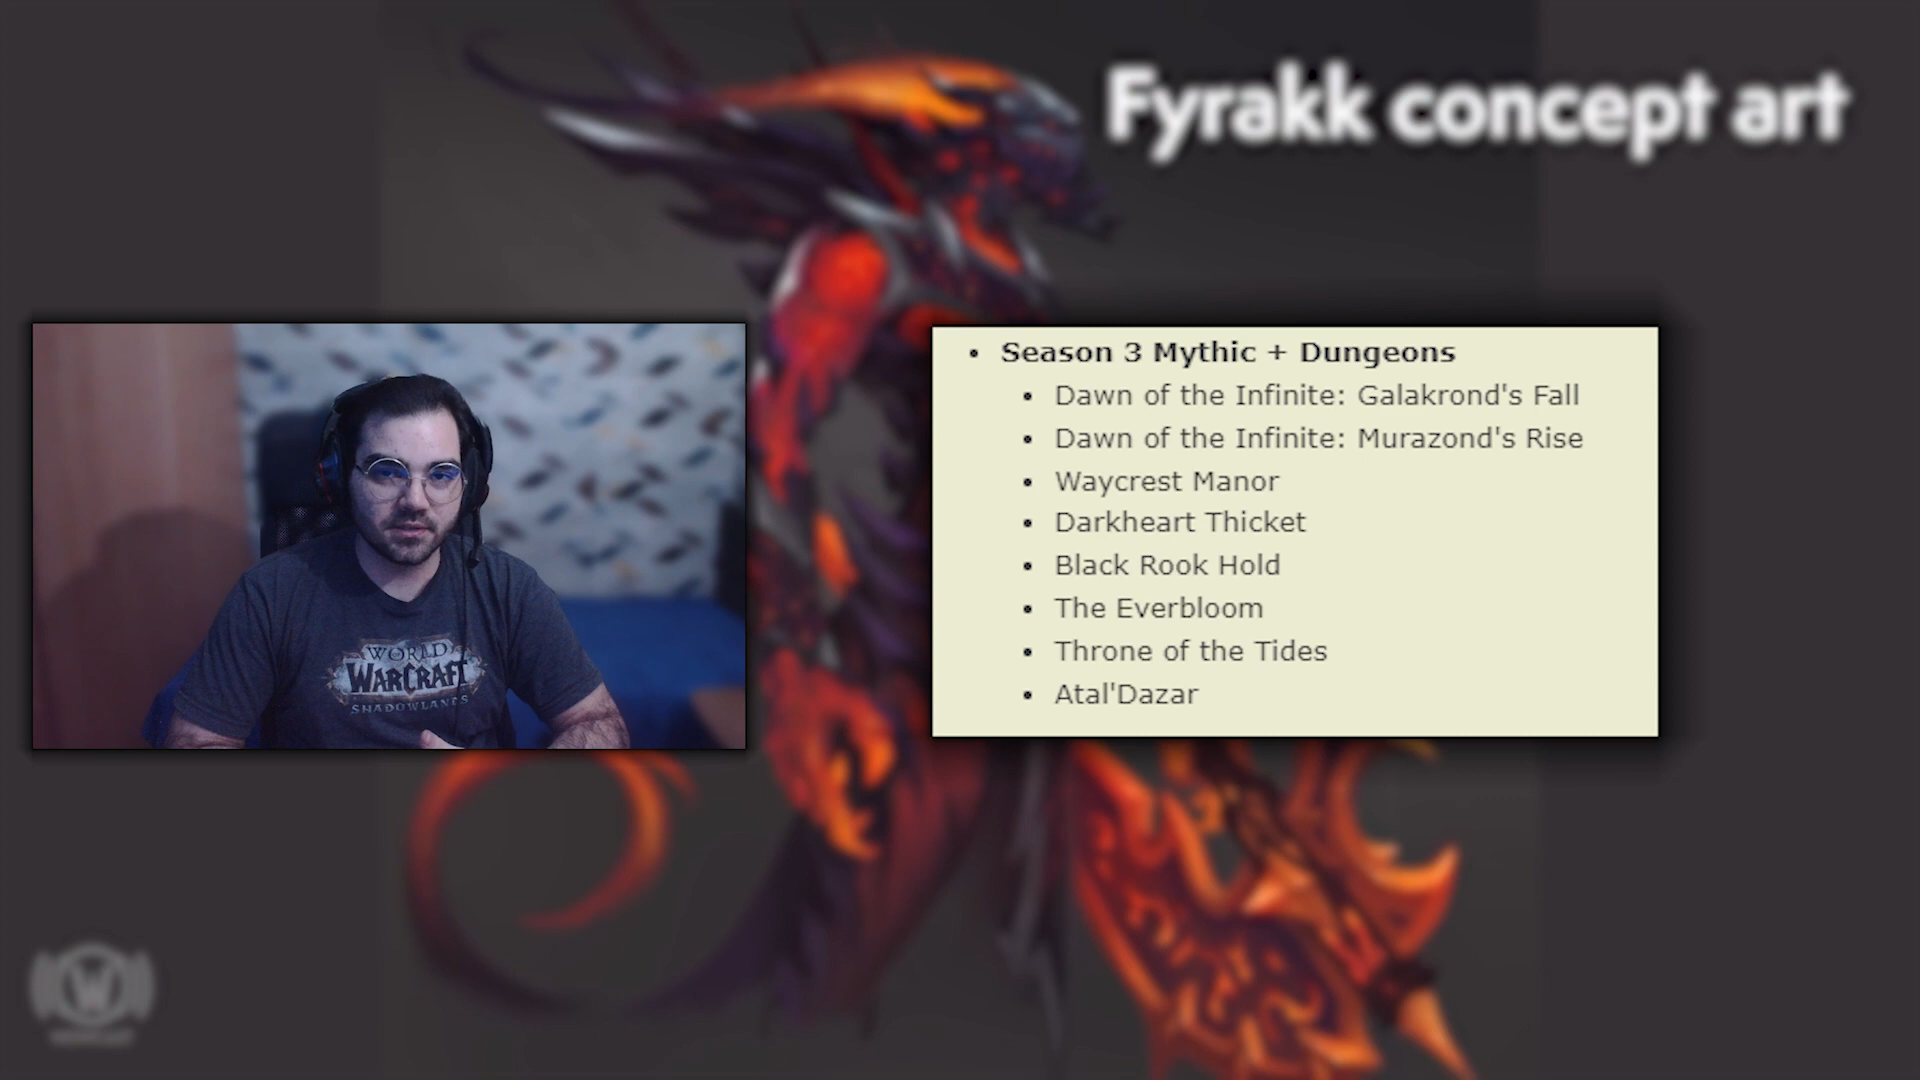 Fyrakk concept art
Season 3 Mythic + Dungeons
Dawn of the Infinite: Galakrond's Fall
Dawn of the Infinite: Murazond's Rise
Waycrest Manor
Darkheart Thicket
Black Rook Hold
The Everbloom
Throne of the Tides
Atal'Dazar
WORLD
OF
WARCRAFT
SHADOWLANDS
W